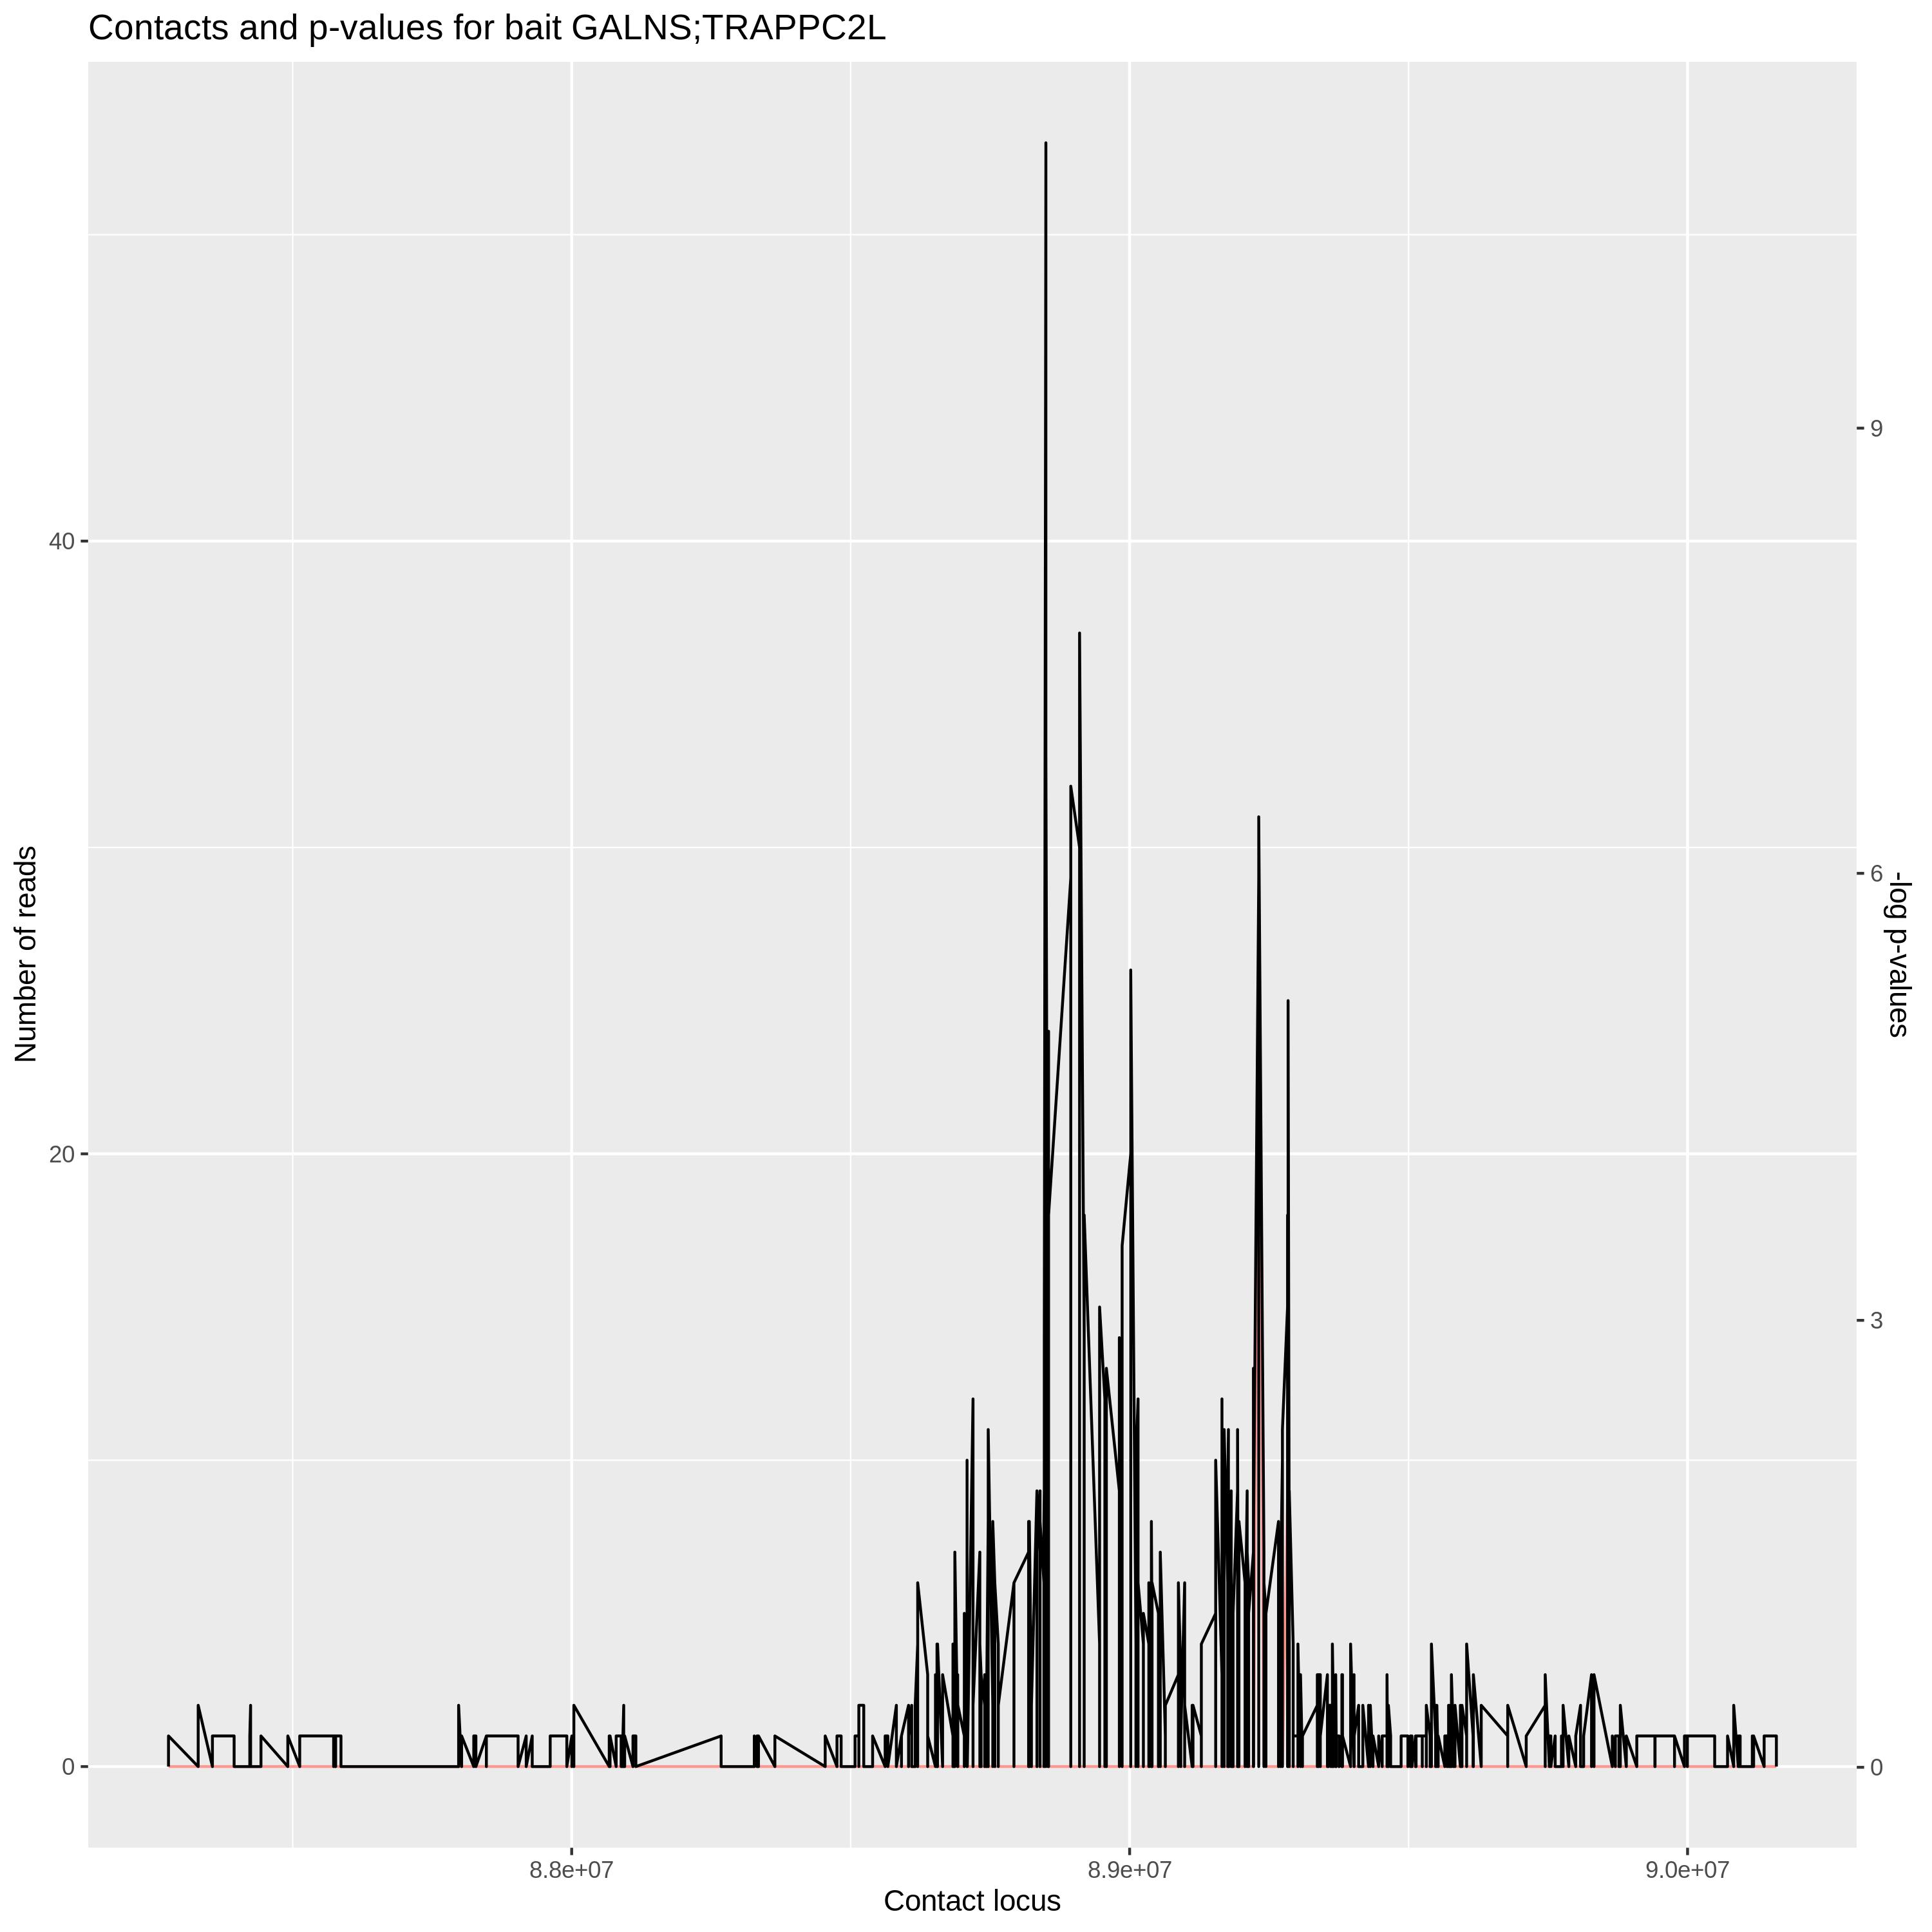 Contacts and p-values for bait GALNS;TRAPPC2L
Number of reads
40
20
0
9
6
3
0
-log p-values
8.8e+07
8.9e+07
9.0e+07
Contact locus